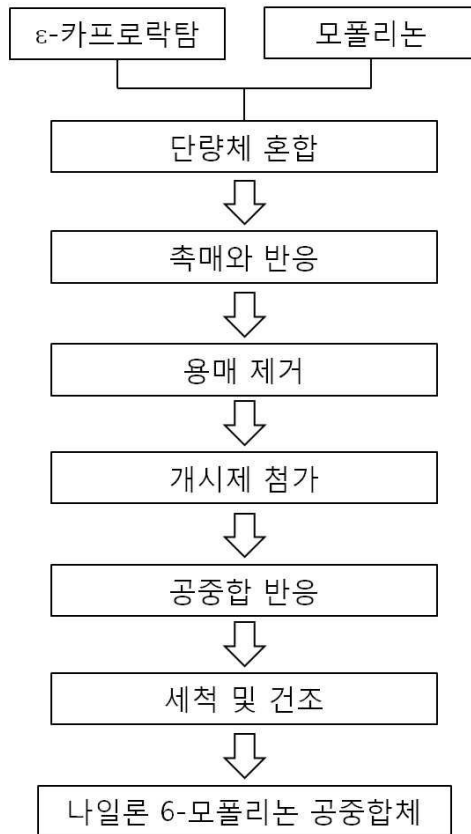 ε-카프로락탐
모폴리논
단량체 혼합
촉매와 반응
용매 제거
개시제 첨가
공중합 반응
세척 및 건조
나일론 6-모폴리논 공중합체